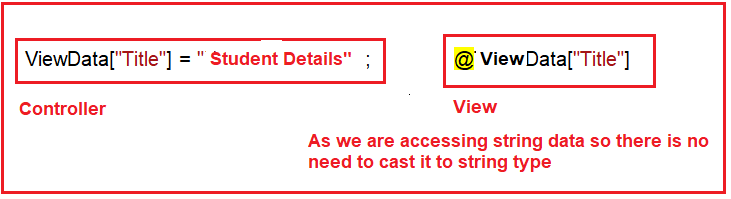 ViewData["Title"] = " Student Details" ;
@ ViewData["Title"]
Controller
View
As we are accessing string data so there is no
need to cast it to string type